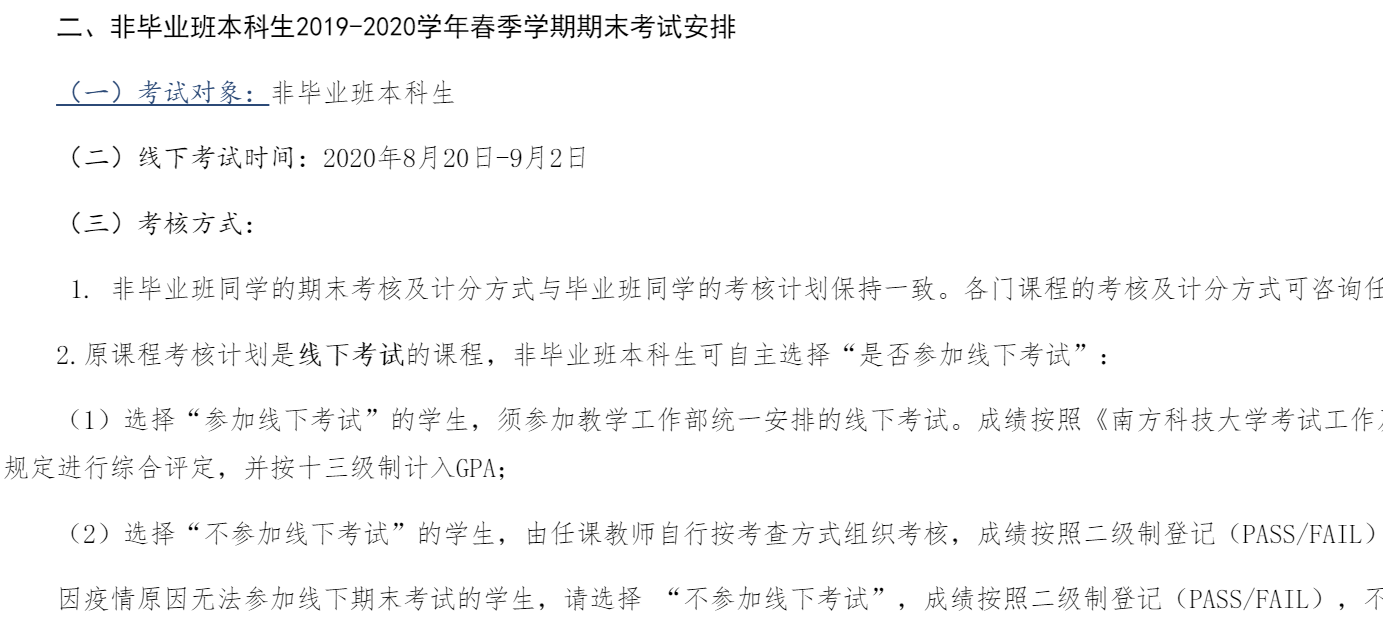 二、非毕业班本科生2019-2020学年春季学期期末考试安排
（一）考试对象：非毕业班本科生
（二）线下考试时间：2020年8月20日-9月2日
（三）考核方式：
1. 非毕业班同学的期末考核及计分方式与毕业班同学的考核计划保持一致。各门课程的考核及计分方式可咨询任
2.原课程考核计划是线下考试的课程，非毕业班本科生可自主选择“是否参加线下考试”：
（1）选择“参加线下考试”的学生，须参加教学工作部统一安排的线下考试。成绩按照《南方科技大学考试工作及
规定进行综合评定，并按十三级制计入GPA；
（2）选择“不参加线下考试”的学生，由任课教师自行按考查方式组织考核，成绩按照二级制登记（PASS/FAIL）
因疫情原因无法参加线下期末考试的学生，请选择 “不参加线下考试”，成绩按照二级制登记（PASS/FAIL），不